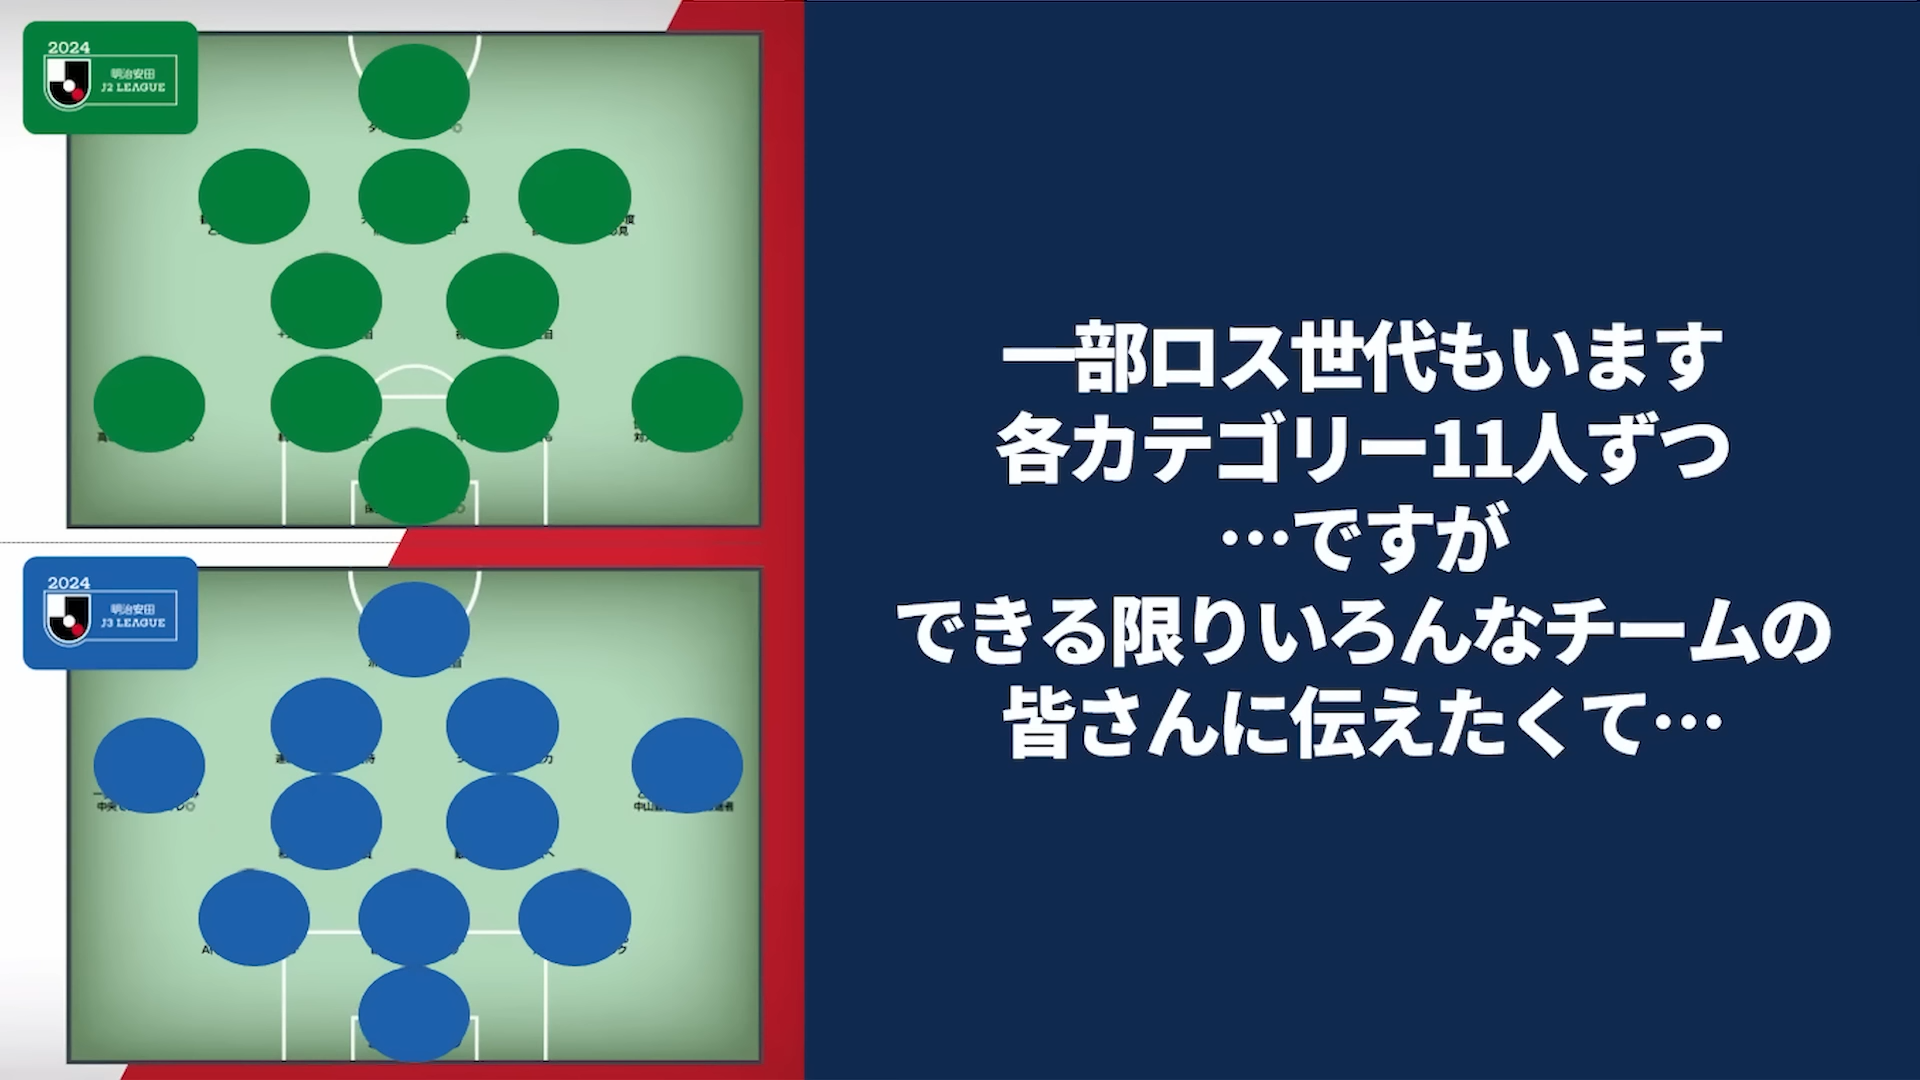 2024
明治安田
J2 LEAGUE
2024
明治安田
J3 LEAGUE
一部ロス世代もいます
各カテゴリー11人ずつ
…ですが
できる限りいろんなチームの
皆さんに伝えたくて…